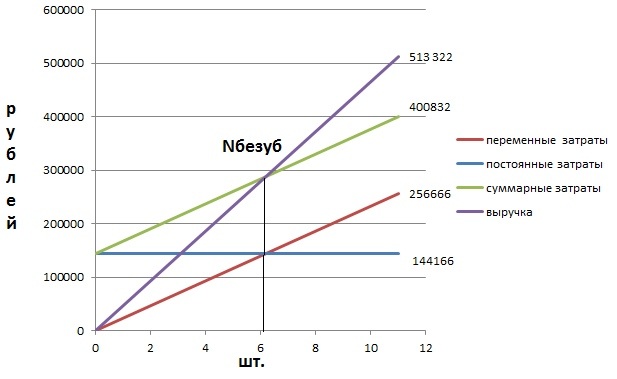 600000
500000
400000
300000
200000
100000
0
рублей
0 2 4 6 8 10 12
шт.
Nбезуб
513 322
400832
256666
144166
переменные затраты
постоянные затраты
суммарные затраты
выручка